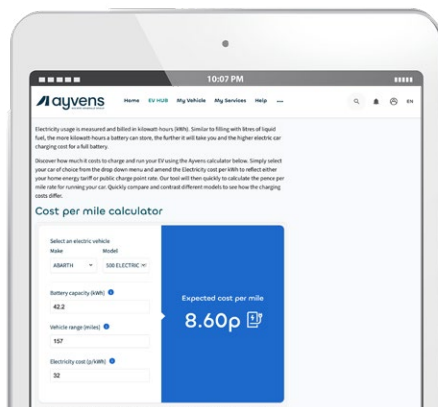 10:07 PM
ayvens
Home EV HUB My Vehicle My Services Help ...
EN
Electricity usage is measured and billed in kilowatt hours (kWh). Similar to filling with litres of liquid
fuel, the more kilowatt hours a battery can store, the further it will take you and the higher electric car
charging cost for a full battery.
Discover how much it costs to charge and run your EV using the Ayvens calculator below. Simply select
your car of choice from the drop down menu and amend the Electricity cost per kWh to reflect either
your home energy tariff or public charge point rate. Our tool will then quickly to calculate the pence per
mile rate for running your car. Quickly compare and contrast different models to see how the charging
costs differ.
Cost per mile calculator
Select an electric vehicle
Make Model
ABARTH 500 ELECTRIC
Battery capacity (kWh)
42.2
Expected cost per mile
8.60p
Vehicle range (miles)
157
Electricity cost (p/kWh)
32